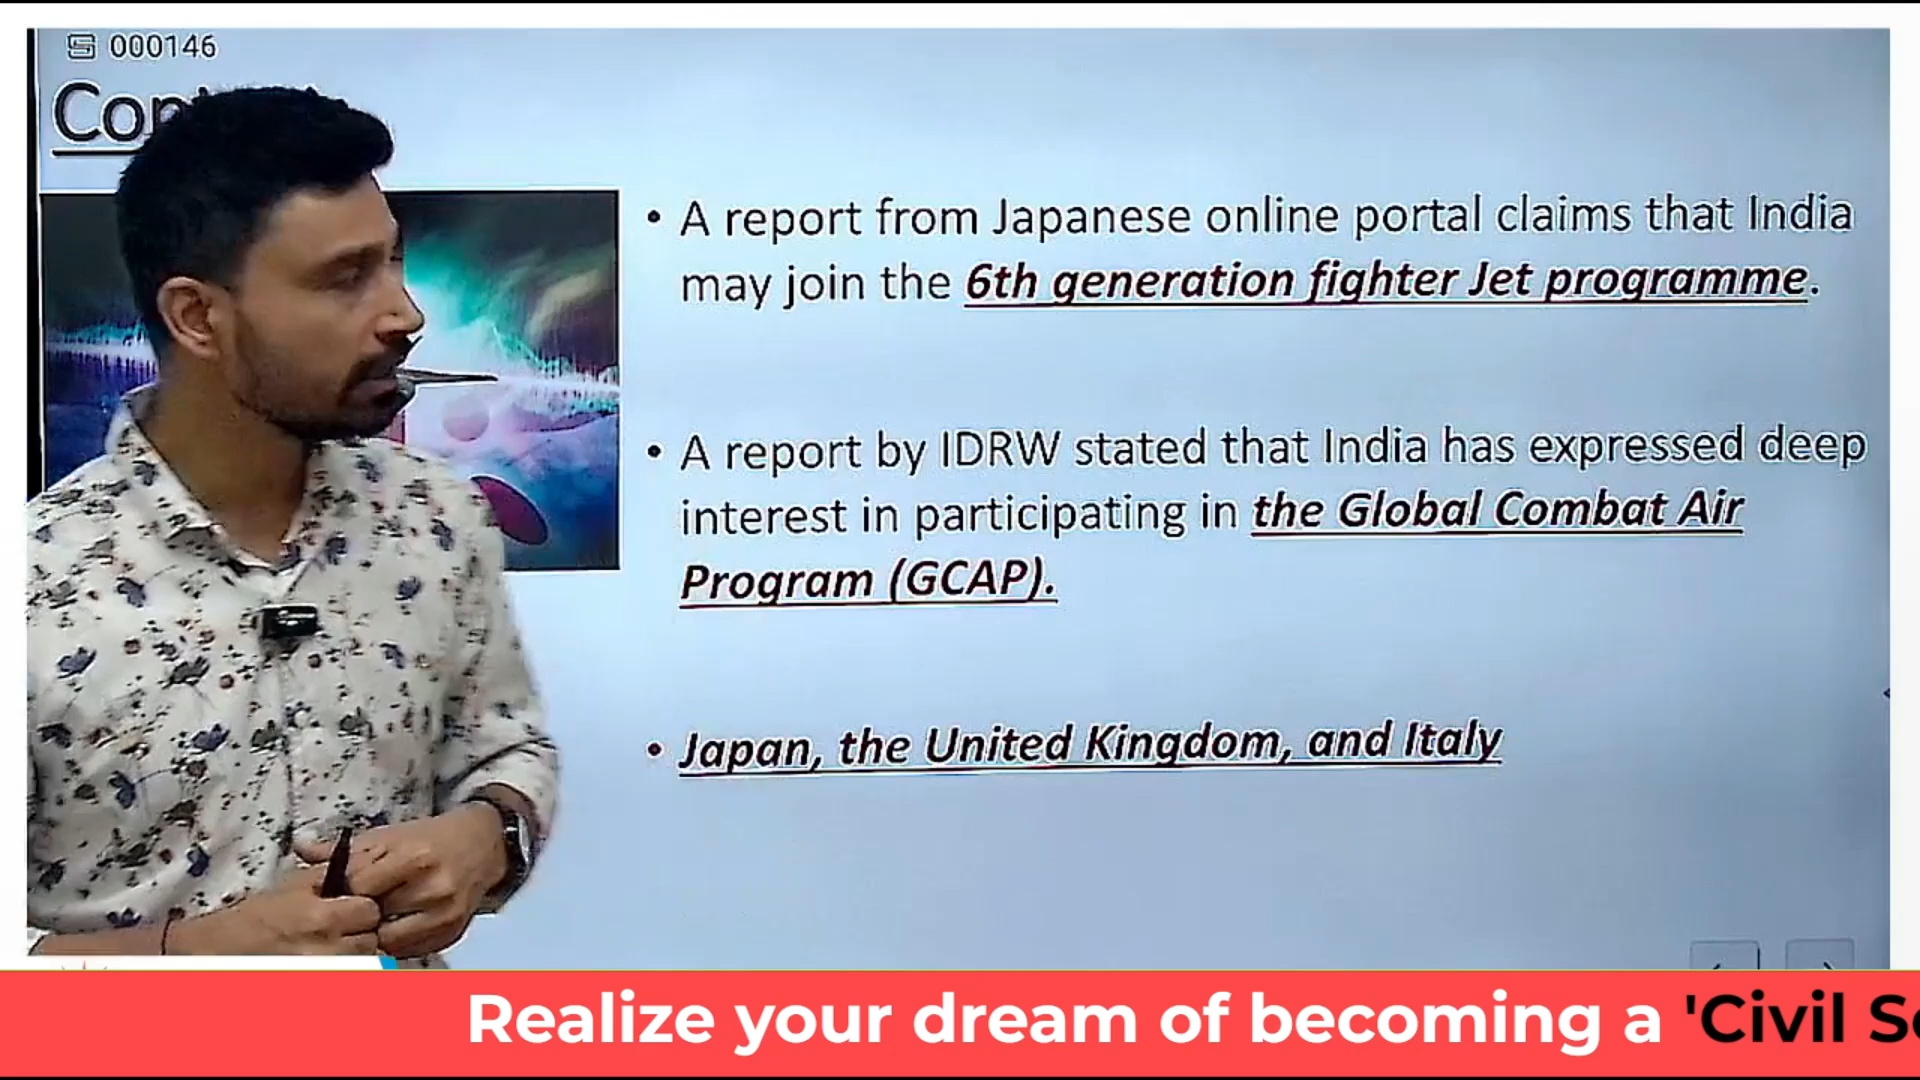 000146
• A report from Japanese online portal claims that India
may join the 6th generation fighter Jet programme.
• A report by IDRW stated that India has expressed deep
interest in participating in the Global Combat Air
Program (GCAP).
• Japan, the United Kingdom, and Italy
Realize your dream of becoming a 'Civil